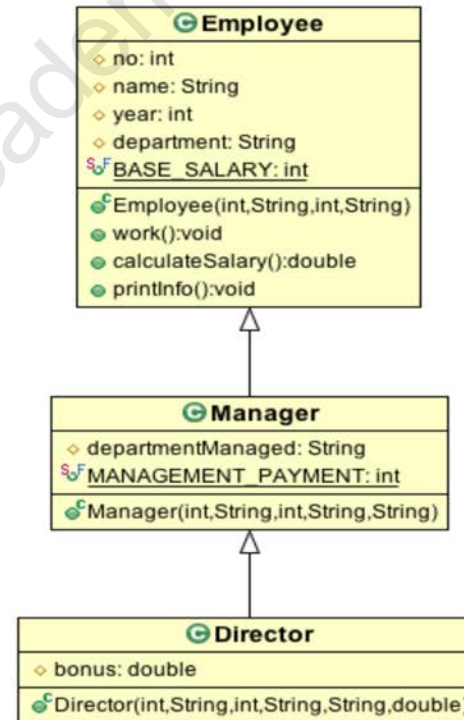 Employee
no: int
name: String
year: int
department: String
BASE_SALARY: int
Employee(int,String,int,String)
work():void
calculateSalary():double
printInfo():void
Manager
departmentManaged: String
MANAGEMENT_PAYMENT: int
Manager(int,String,int,String,String)
Director
bonus: double
Director(int,String,int,String,String,double)